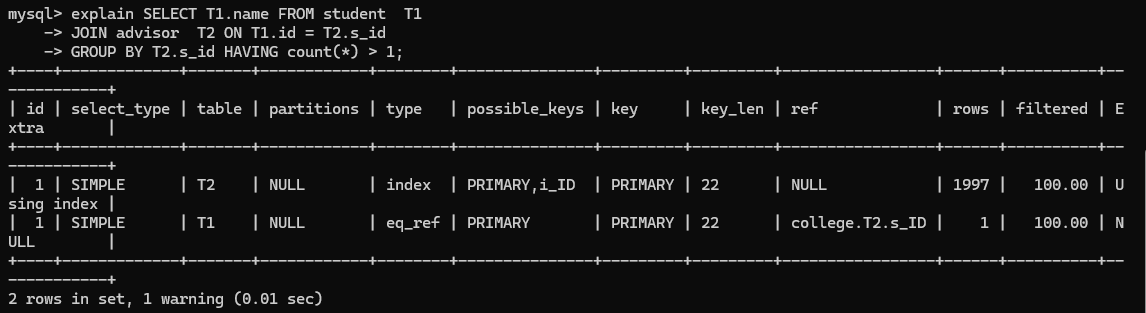 mysql> explain SELECT T1.name FROM student  T1
    -> JOIN advisor  T2 ON T1.id = T2.s_id
    -> GROUP BY T2.s_id HAVING count(*) > 1;
+----+-------------+-------+------------+--------+---------------+---------+---------+-----------------+------+----------+--
-----------+
| id | select_type | table | partitions | type   | possible_keys | key     | key_len | ref             | rows | filtered | E
xtra       |
+----+-------------+-------+------------+--------+---------------+---------+---------+-----------------+------+----------+--
-----------+
|  1 | SIMPLE      | T2    | NULL       | index  | PRIMARY,i_ID  | PRIMARY | 22      | NULL            | 1997 |   100.00 | U
sing index |
|  1 | SIMPLE      | T1    | NULL       | eq_ref | PRIMARY       | PRIMARY | 22      | college.T2.s_ID |    1 |   100.00 | N
ULL        |
+----+-------------+-------+------------+--------+---------------+---------+---------+-----------------+------+----------+--
-----------+
2 rows in set, 1 warning (0.01 sec)